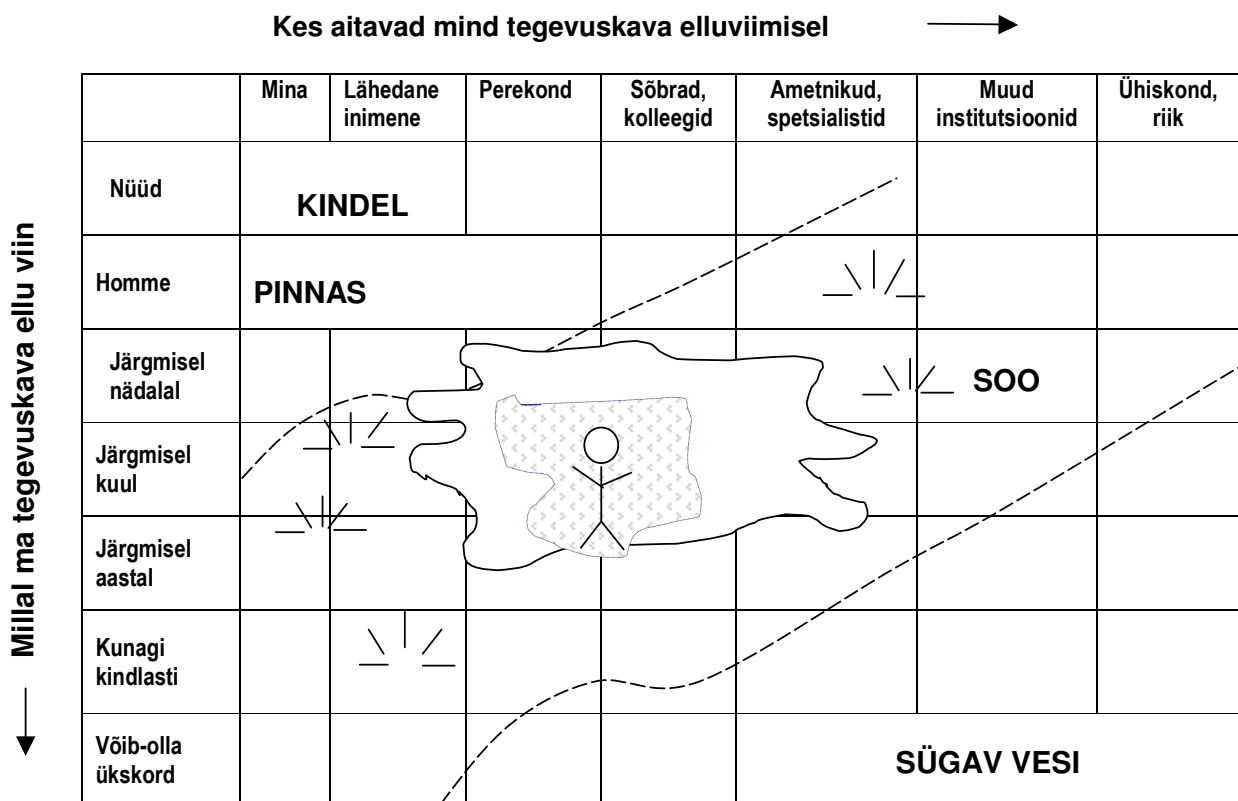 Kes aitavad mind tegevuskava elluviimisel
Millal ma tegevuskava ellu viin
Mina
Lähedane
inimene
Perekond
Sõbrad,
kolleegid
Ametnikud,
spetsialistid
Muud
institutsioonid
Ühiskond,
riik
Nüüd
KINDEL
Homme
PINNAS
Järgmisel
nädalal
SOO
Järgmisel
kuul
Järgmisel
aastal
Kunagi
kindlasti
Võib-olla
ükskord
SÜGAV VESI